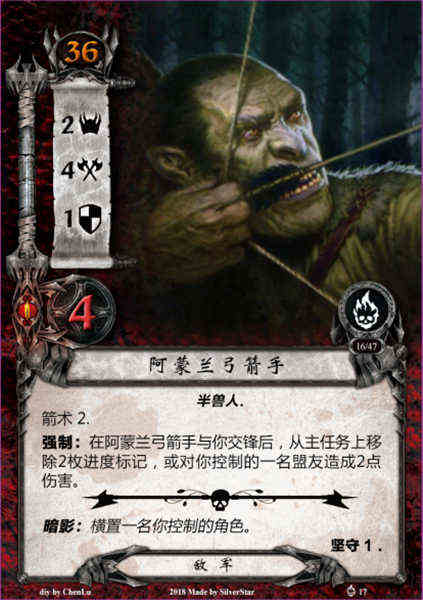 36
2
4
1
4
16/47
阿蒙兰弓箭手
半兽人.
箭术 2.
强制：在阿蒙兰弓箭手与你交锋后，从主任务上移
除2枚进度标记，或对你控制的一名盟友造成2点
伤害。
暗影：横置一名你控制的角色。
坚守 1．
敌 军
diy by ChenLu 2018 Made by SilverStar 17